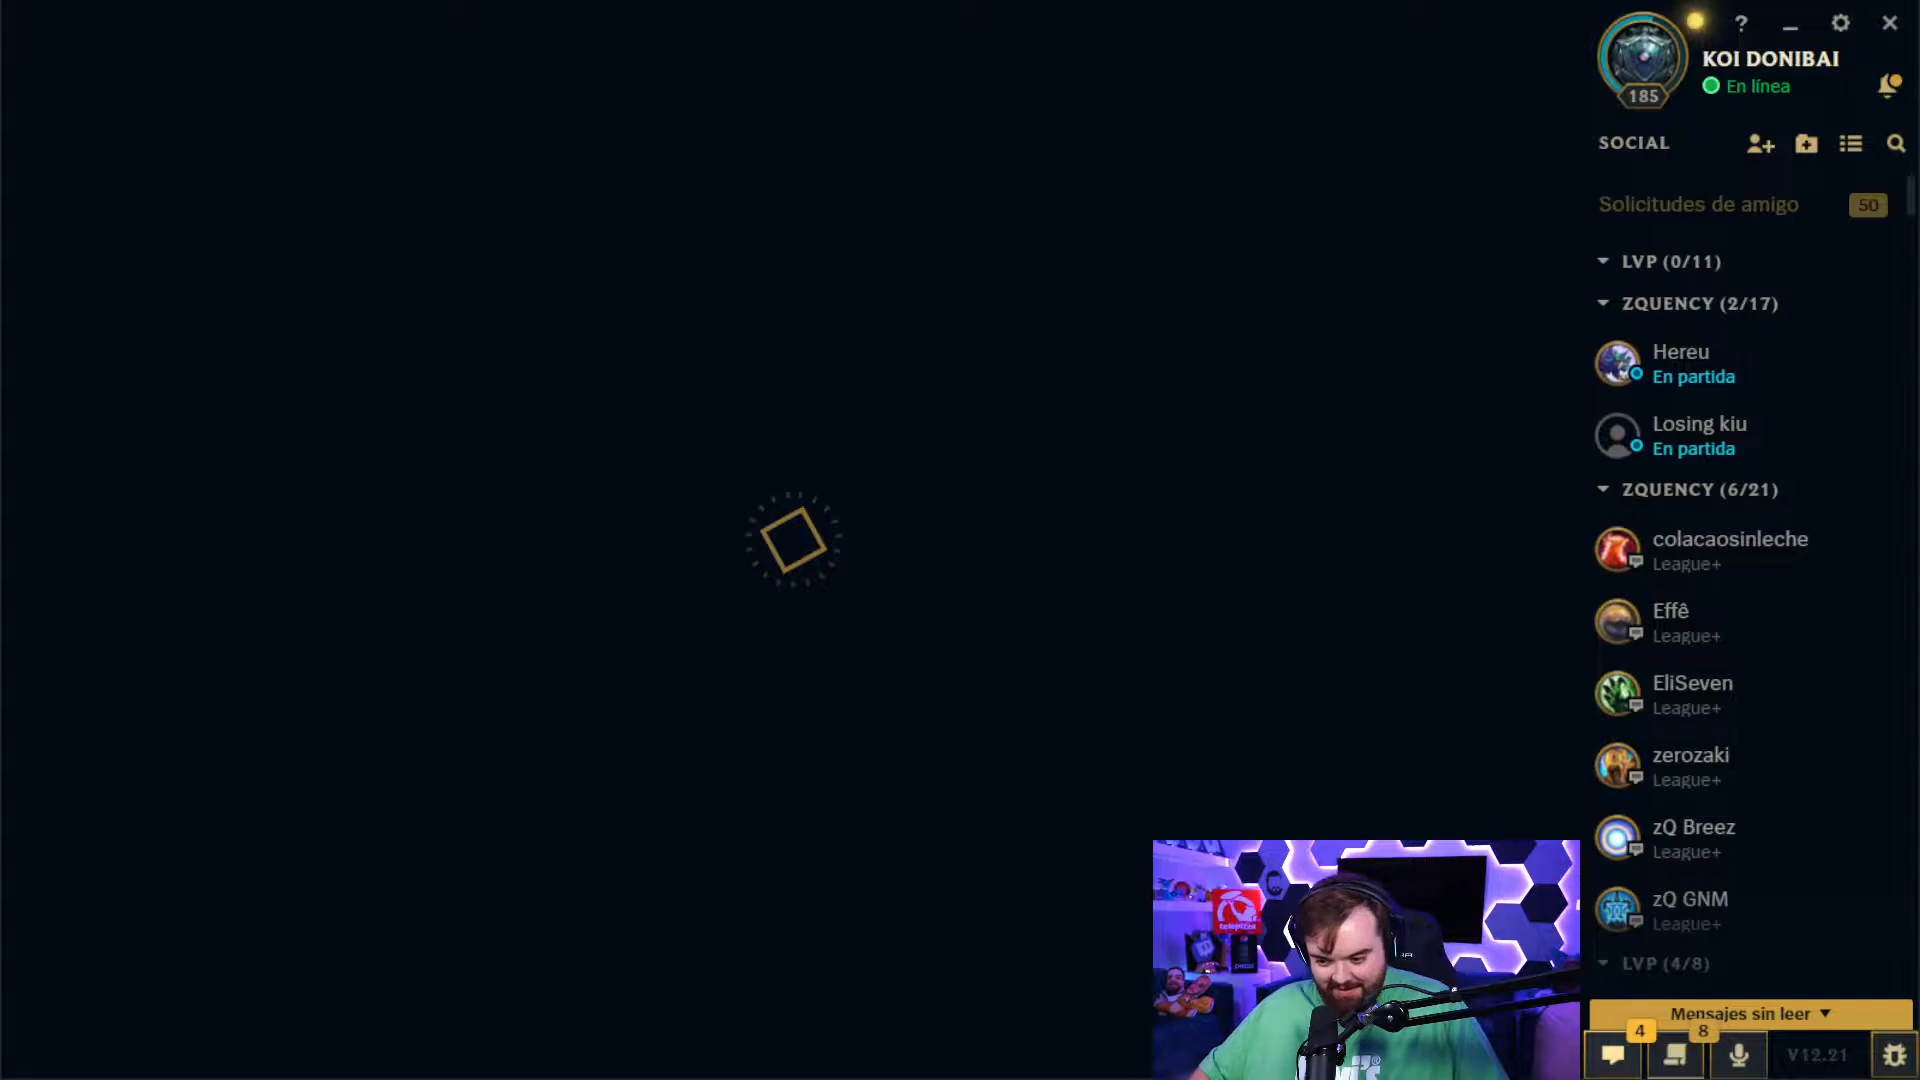 ?
KOI DONIBAI
185
En línea
SOCIAL
Solicitudes de amigo
50
LVP (0/11)
ZQUENCY (2/17)
Hereu
En partida
Losing kiu
En partida
ZQUENCY (6/21)
colacaosinleche
League+
Effê
League+
EliSeven
League+
zerozaki
League+
zQ Breez
League+
zQ GNM
League+
LVP (4/8)
telepizza
Mensajes sin leer
4
8
V12.21